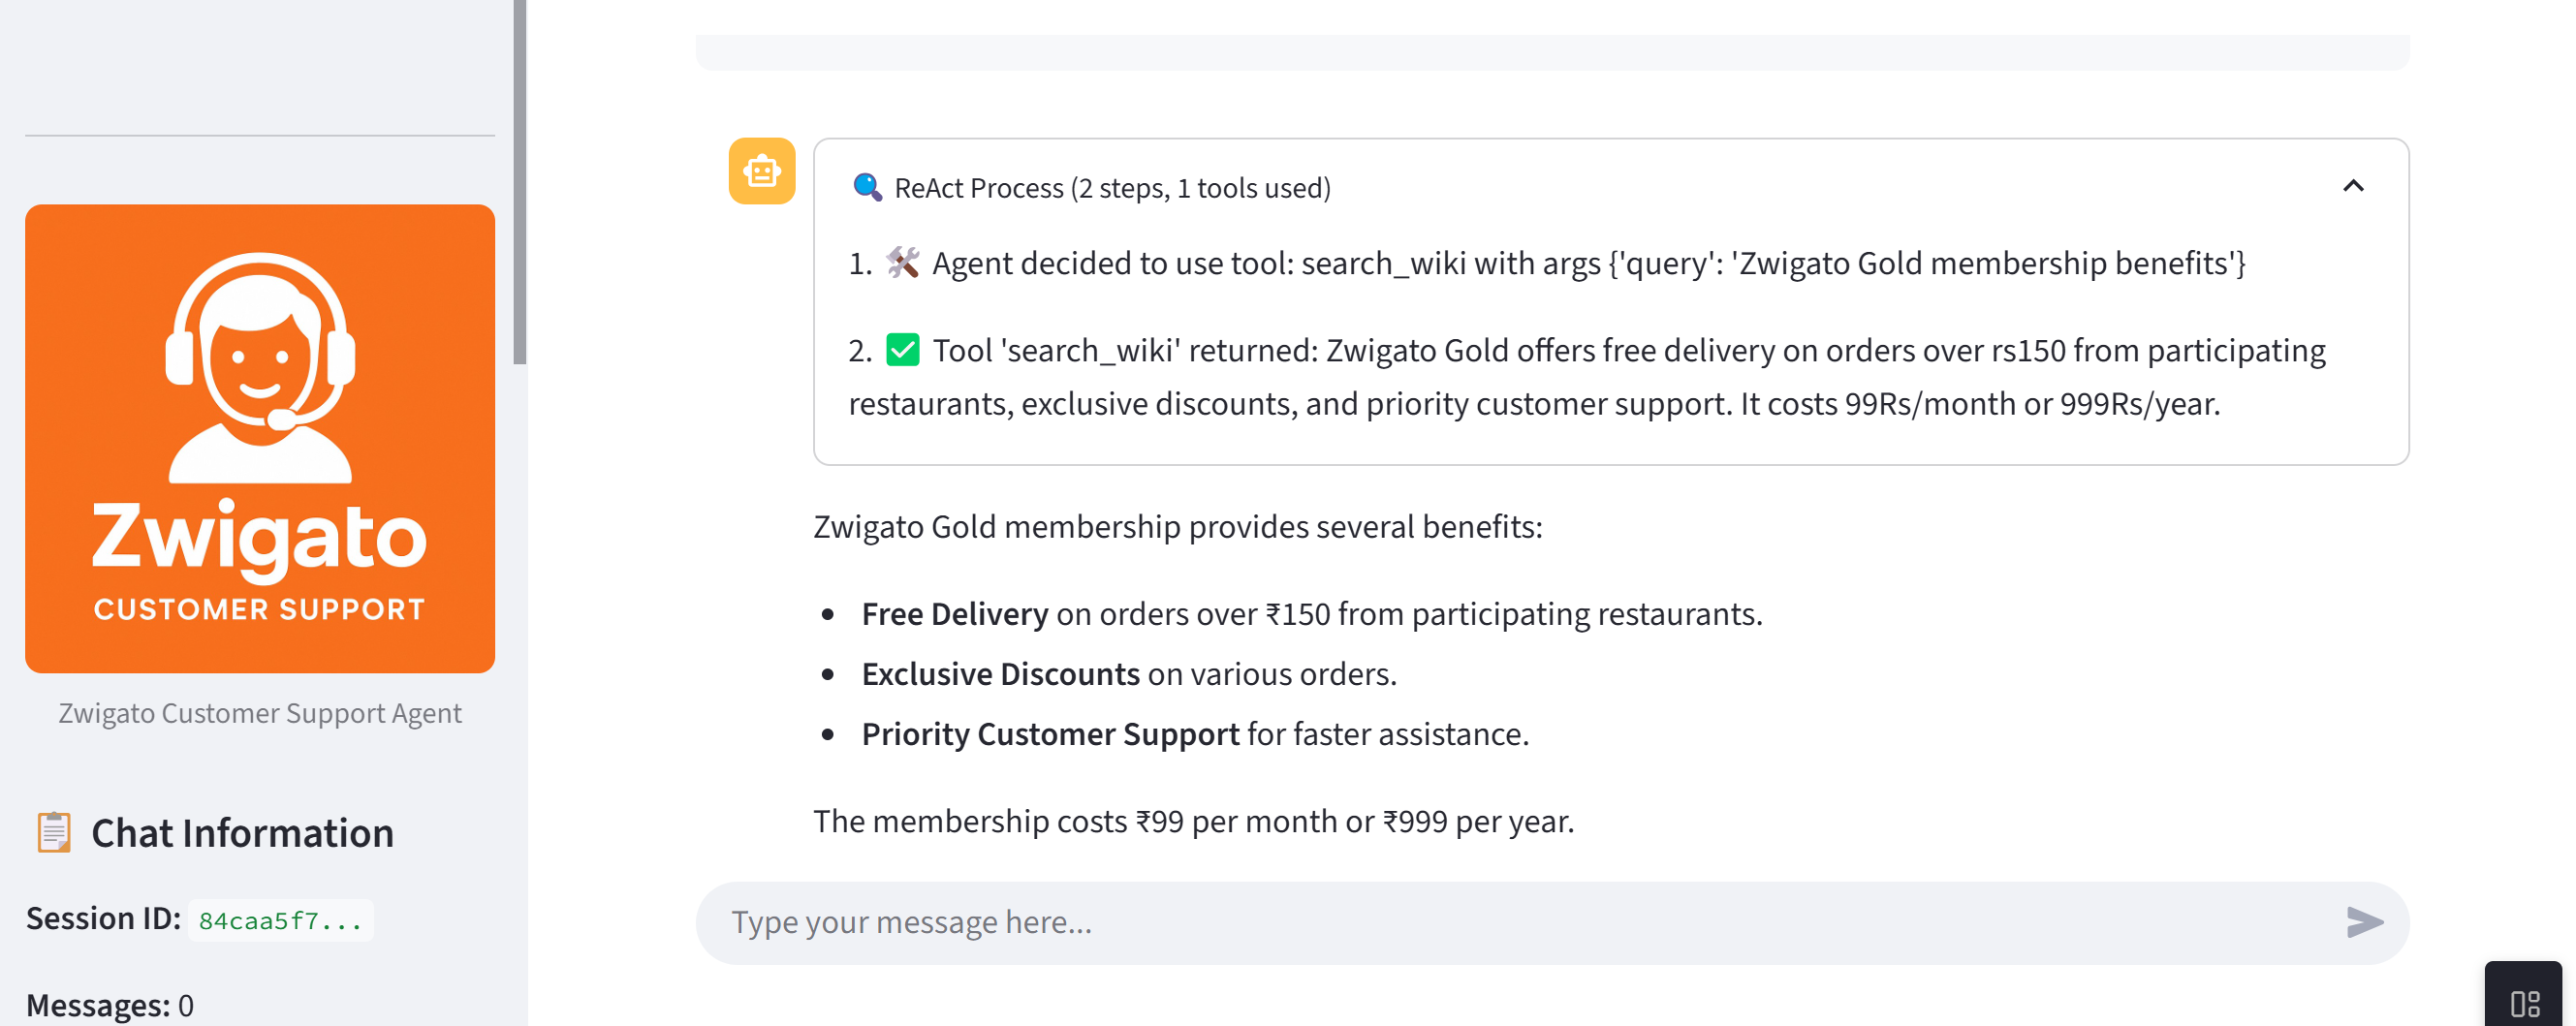 Zwigato
CUSTOMER SUPPORT
Zwigato Customer Support Agent
📋 Chat Information
Session ID: 84caa5f7...
Messages: 0
🔍 ReAct Process (2 steps, 1 tools used)
1. 🛠️ Agent decided to use tool: search_wiki with args {'query': 'Zwigato Gold membership benefits'}
2. ✅ Tool 'search_wiki' returned: Zwigato Gold offers free delivery on orders over rs150 from participating
restaurants, exclusive discounts, and priority customer support. It costs 99Rs/month or 999Rs/year.
Zwigato Gold membership provides several benefits:
• Free Delivery on orders over ₹150 from participating restaurants.
• Exclusive Discounts on various orders.
• Priority Customer Support for faster assistance.
The membership costs ₹99 per month or ₹999 per year.
Type your message here...